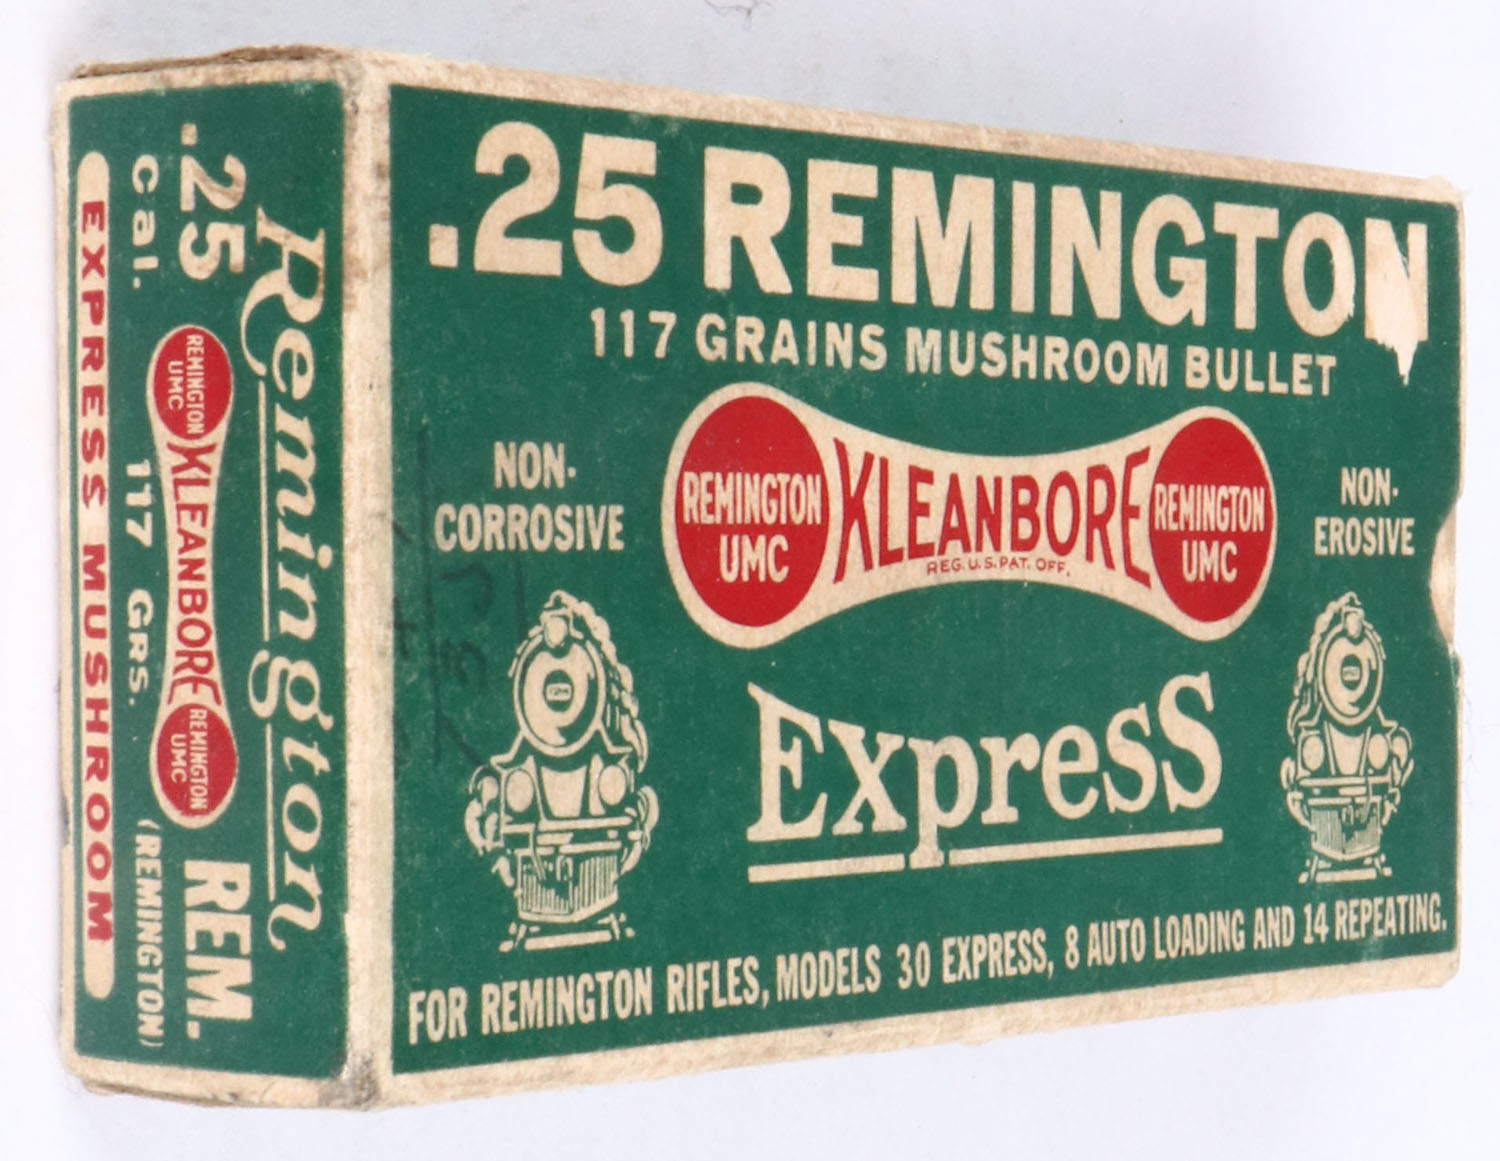 .25 REMINGTON
117 GRAINS MUSHROOM BULLET
NON-
CORROSIVE
REMINGTON
UMC
KLEANBORE
REG. U.S. PAT. OFF.
REMINGTON
UMC
NON-
EROSIVE
Express
FOR REMINGTON RIFLES, MODELS 30 EXPRESS, 8 AUTO LOADING AND 14 REPEATING.
Remington
.25
Cal.
REMINGTON
UMC
KLEANBORE
REMINGTON
UMC
117 GRS.
REM.
(REMINGTON)
EXPRESS MUSHROOM